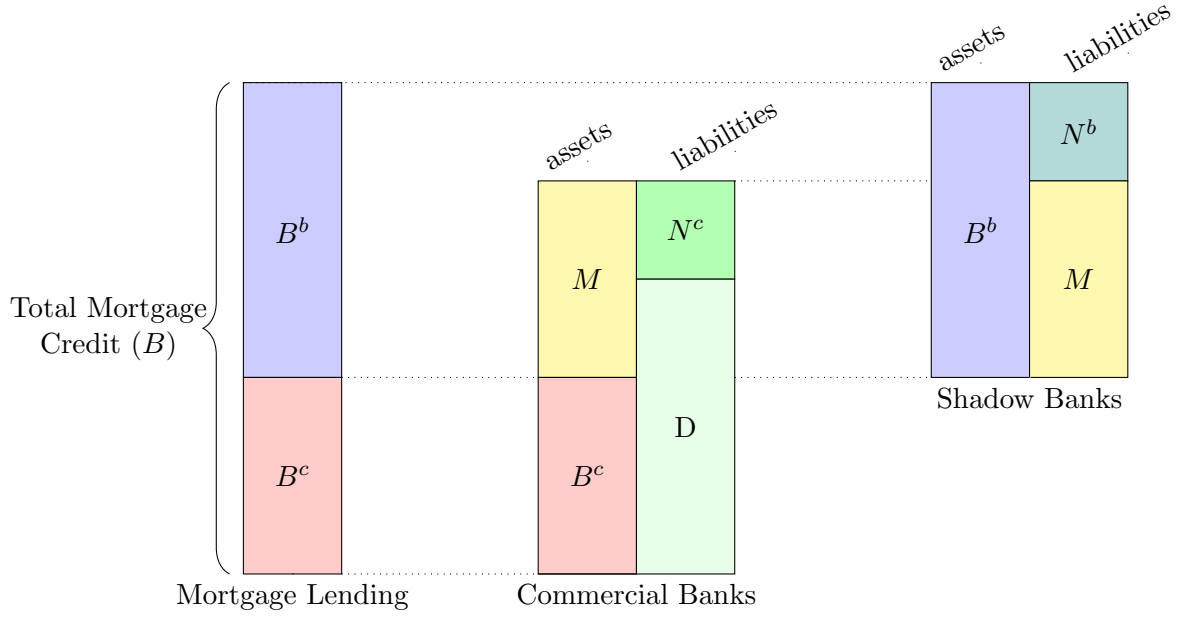 assets
liabilities
assets
liabilities
B^b
N^b
B^b
M
N^c
M
Total Mortgage
Credit (B)
B^c
B^c
D
Shadow Banks
Mortgage Lending
Commercial Banks